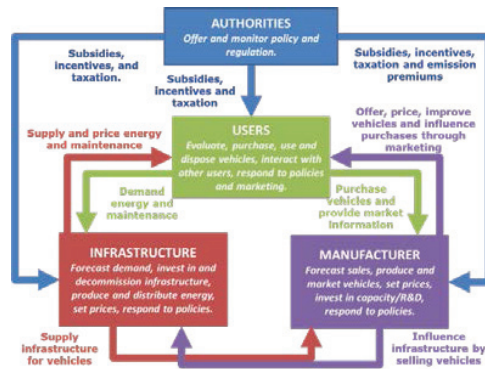 AUTHORITIES
Offer and monitor policy and
regulation.
Subsidies,
incentives, and
taxation.
Subsidies,
incentives and
taxation
Subsidies, incentives,
taxation and emission
premiums
Supply and price energy
and maintenance
USERS
Evaluate, purchase, use and
dispose vehicles, interact with
other users, respond to policies
and marketing.
Offer, price, improve
vehicles and influence
purchases through
marketing
Demand
energy and
maintenance
Purchase
vehicles and
provide market
information
INFRASTRUCTURE
Forecast demand, invest in and
decommission infrastructure,
produce and distribute energy,
set prices, respond to policies.
MANUFACTURER
Forecast sales, produce and
market vehicles, set prices,
invest in capacity/R&D,
respond to policies.
Supply
infrastructure
for vehicles
Influence
infrastructure by
selling vehicles